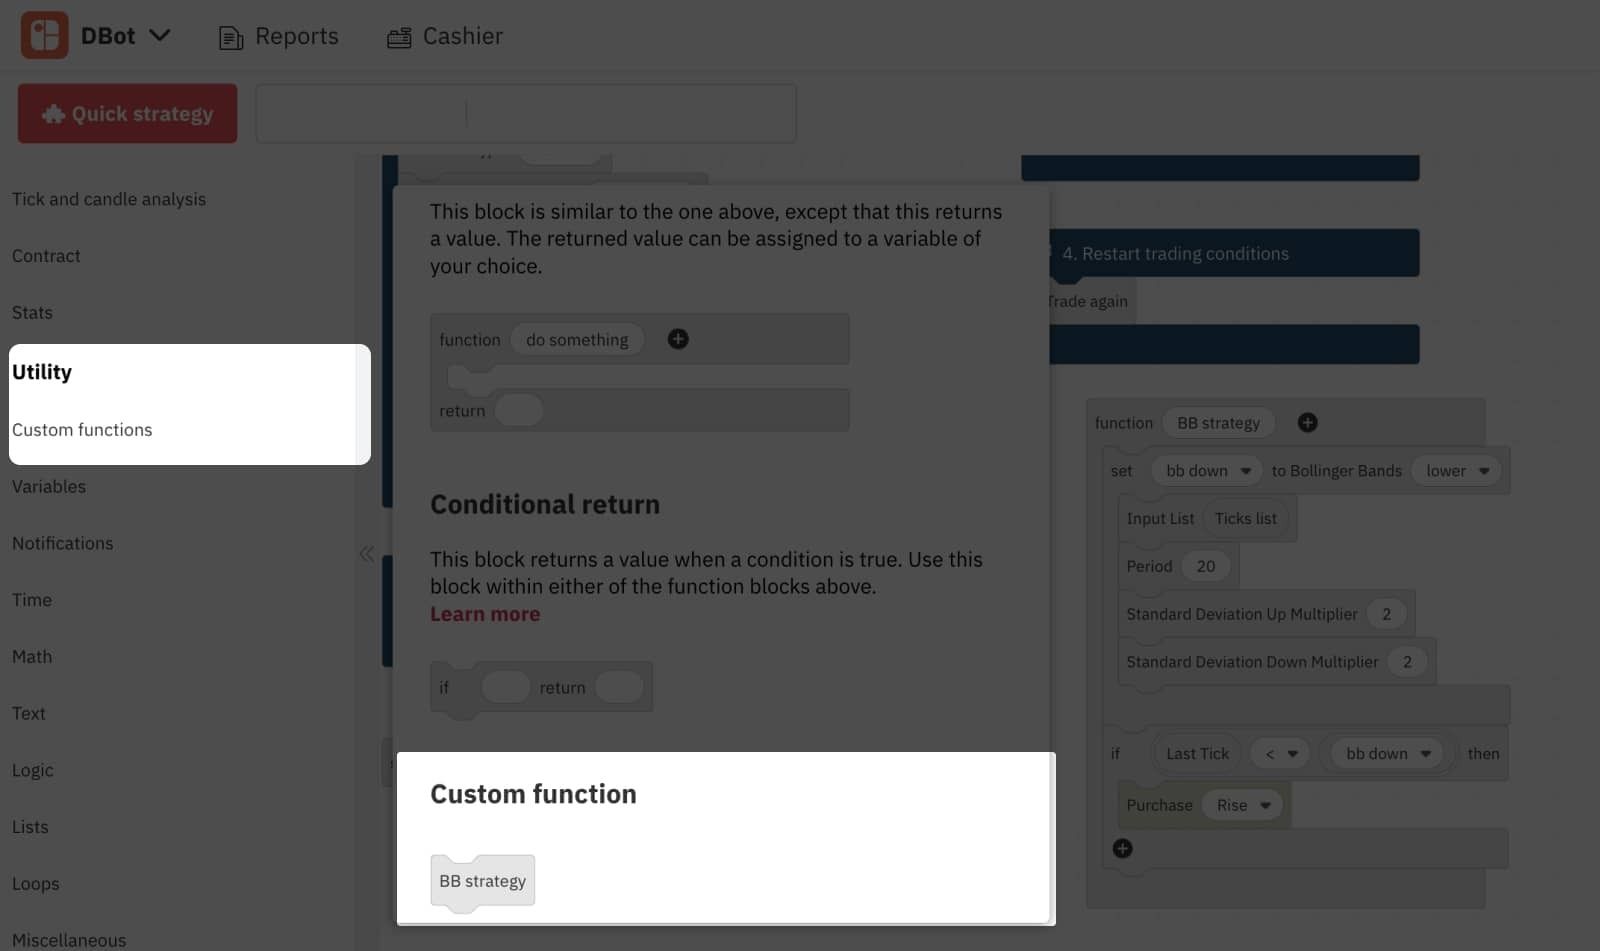 DBot
Reports
Cashier
Quick strategy
Tick and candle analysis
Contract
Stats
Utility
Custom functions
Variables
Notifications
Time
Math
Text
Logic
Lists
Loops
Miscellaneous
This block is similar to the one above, except that this returns
a value. The returned value can be assigned to a variable of
your choice.
function do something
return
Conditional return
This block returns a value when a condition is true. Use this
block within either of the function blocks above.
Learn more
if return
Custom function
BB strategy
4. Restart trading conditions
Trade again
function BB strategy
set bb down to Bollinger Bands lower
Input List Ticks list
Period 20
Standard Deviation Up Multiplier 2
Standard Deviation Down Multiplier 2
if Last Tick < bb down then
Purchase Rise